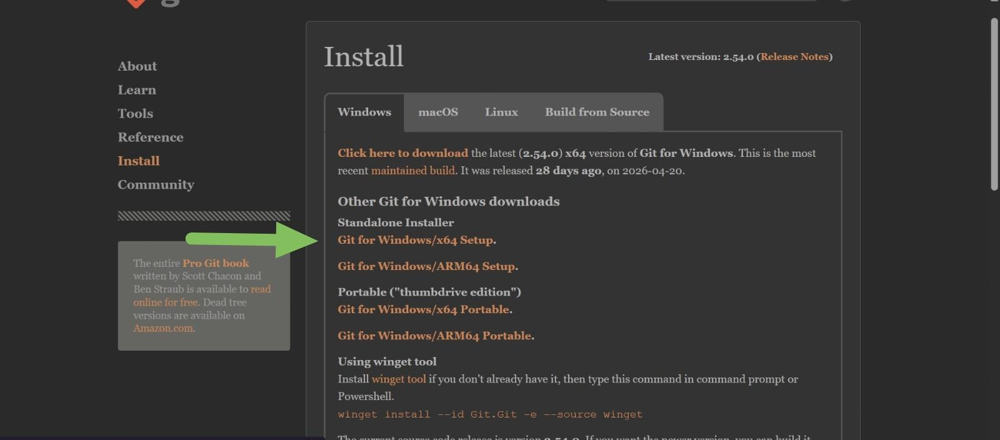 About
Learn
Tools
Reference
Install
Community
The entire Pro Git book
written by Scott Chacon and
Ben Straub is available to read
online for free. Dead tree
versions are available on
Amazon.com.
Install
Latest version: 2.54.0 (Release Notes)
Windows
macOS
Linux
Build from Source
Click here to download the latest (2.54.0) x64 version of Git for Windows. This is the most
recent maintained build. It was released 28 days ago, on 2026-04-20.
Other Git for Windows downloads
Standalone Installer
Git for Windows/x64 Setup.
Git for Windows/ARM64 Setup.
Portable ("thumbdrive edition")
Git for Windows/x64 Portable.
Git for Windows/ARM64 Portable.
Using winget tool
Install winget tool if you don't already have it, then type this command in command prompt or
Powershell.
winget install --id Git.Git -e --source winget
The current source code release is version 2.54.0. If you want the newer version, you can build it